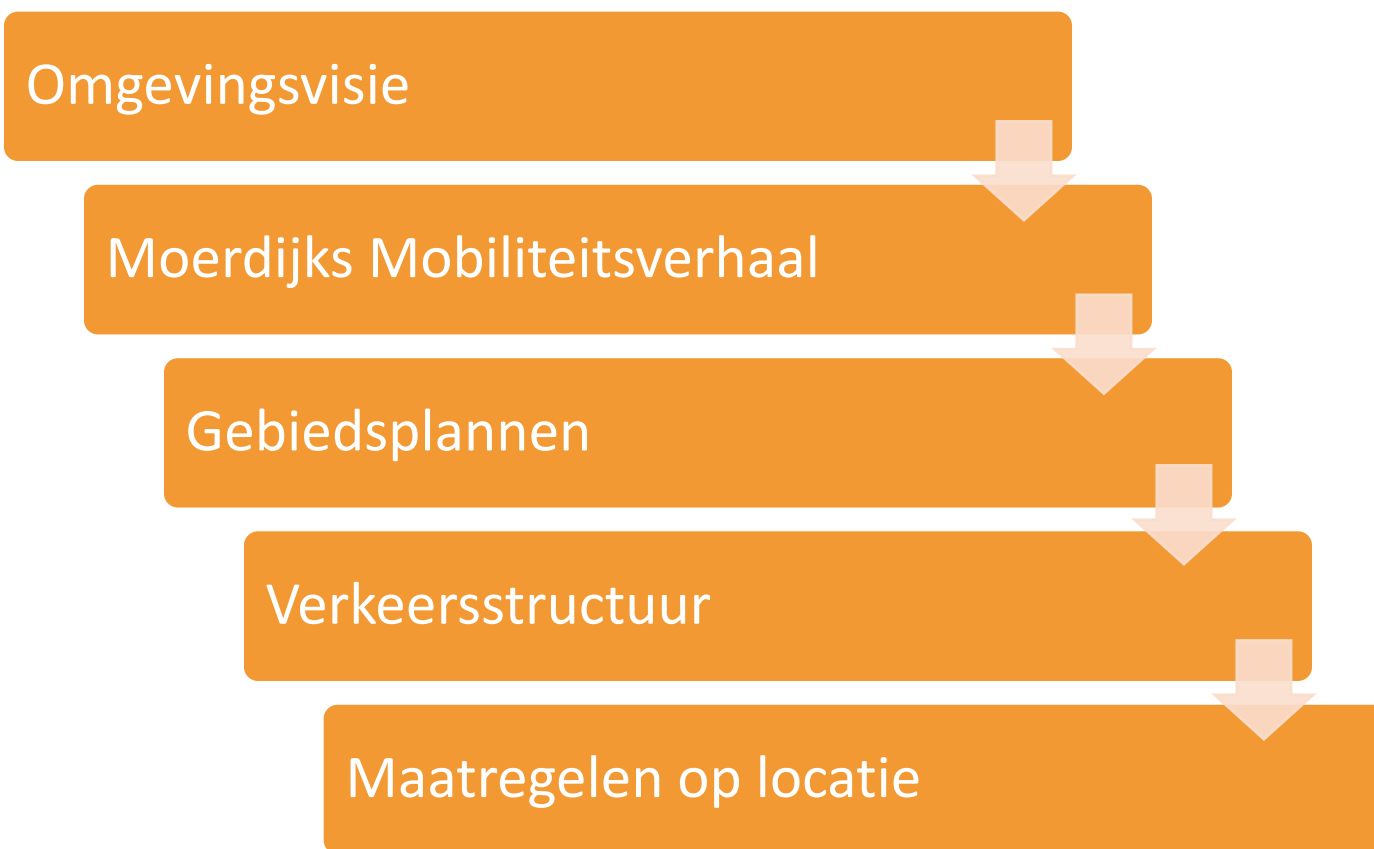 Omgevingsvisie
Moerdijks Mobiliteitsverhaal
Gebiedsplannen
Verkeersstructuur
Maatregelen op locatie